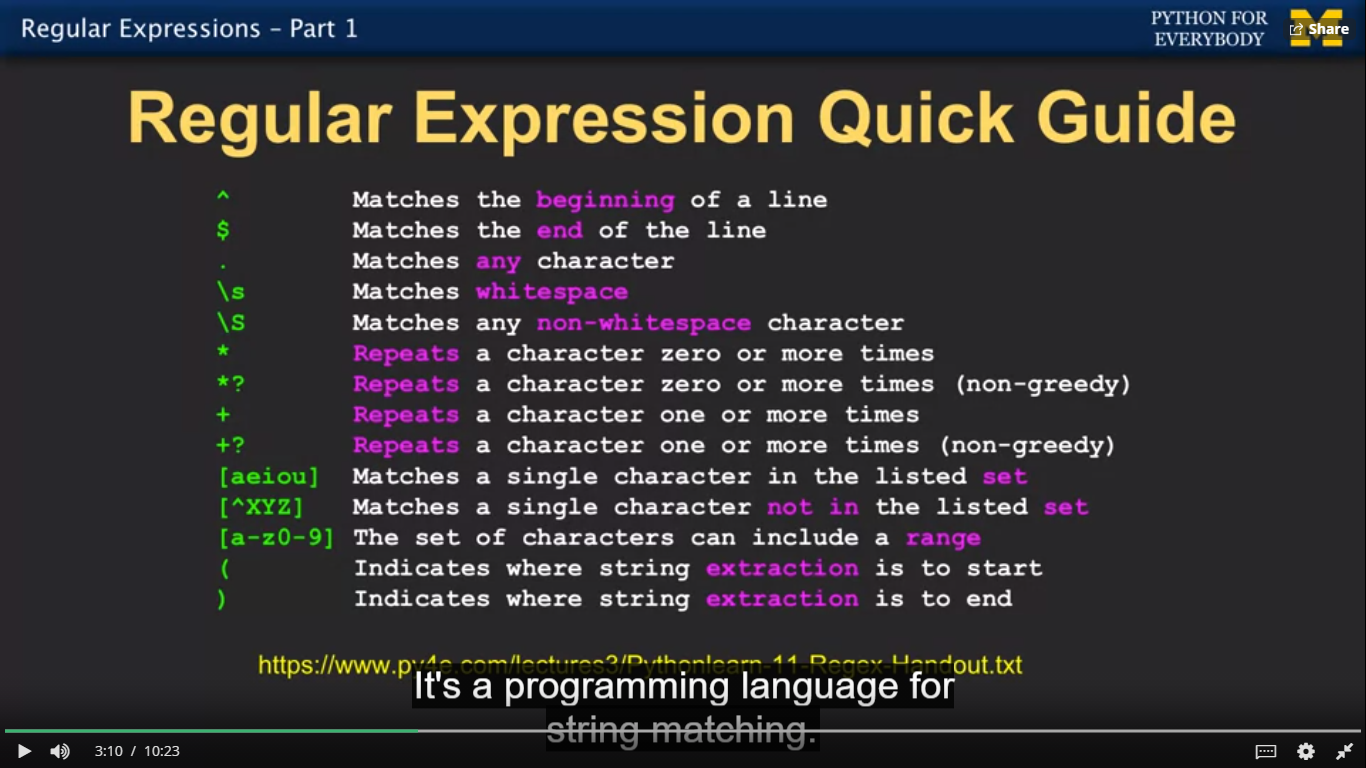 Regular Expressions – Part 1
PYTHON FOR
EVERYBODY
Share
Regular Expression Quick Guide
^ Matches the beginning of a line
$ Matches the end of the line
. Matches any character
\s Matches whitespace
\S Matches any non-whitespace character
* Repeats a character zero or more times
*? Repeats a character zero or more times (non-greedy)
+ Repeats a character one or more times
+? Repeats a character one or more times (non-greedy)
[aeiou] Matches a single character in the listed set
[^XYZ] Matches a single character not in the listed set
[a-z0-9] The set of characters can include a range
( Indicates where string extraction is to start
) Indicates where string extraction is to end
https://www.py4e.com/lectures3/Pythonlearn-11-Regex-Handout.txt
It's a programming language for
string matching.
3:10 / 10:23